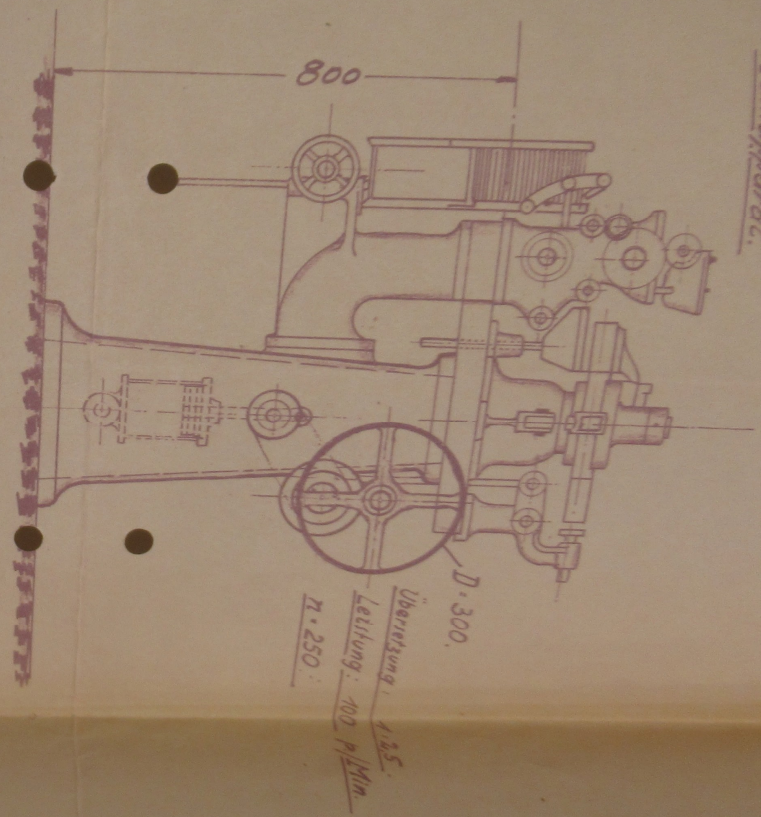 800
D=300.
Übersetzung: 1:2,5.
Leistung: 100 p/Min.
n=250.